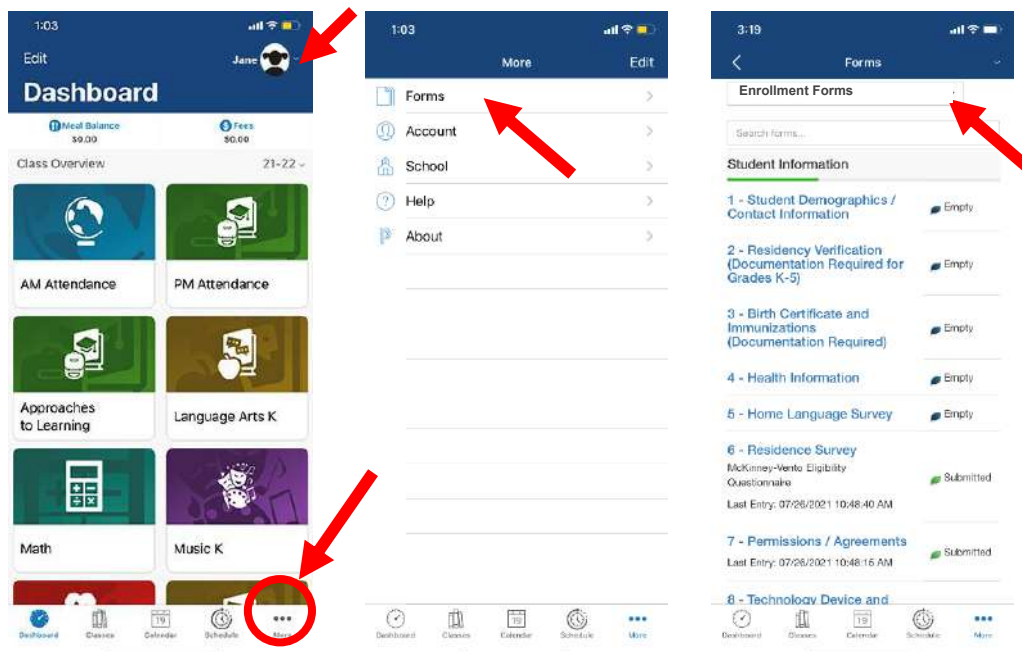 1:03
Edit
Jane
Dashboard
Meal Balance
$0.00
Fees
$0.00
Class Overview
21-22
AM Attendance
PM Attendance
Approaches
to Learning
Language Arts K
Math
Music K
Dashboard
Classes
19
Calendar
Schedule
More
1:03
More
Edit
Forms
Account
School
Help
About
Dashboard
Classes
19
Calendar
Schedule
More
3:19
Forms
Enrollment Forms
Search forms...
Student Information
1 - Student Demographics /
Contact Information
Empty
2 - Residency Verification
(Documentation Required for
Grades K-5)
Empty
3 - Birth Certificate and
Immunizations
(Documentation Required)
Empty
4 - Health Information
Empty
5 - Home Language Survey
Empty
6 - Residence Survey
McKinney-Vento Eligibility
Questionnaire
Submitted
Last Entry: 07/26/2021 10:48:40 AM
7 - Permissions / Agreements
Submitted
Last Entry: 07/26/2021 10:48:16 AM
8 - Technology Device and
Dashboard
Classes
19
Calendar
Schedule
More